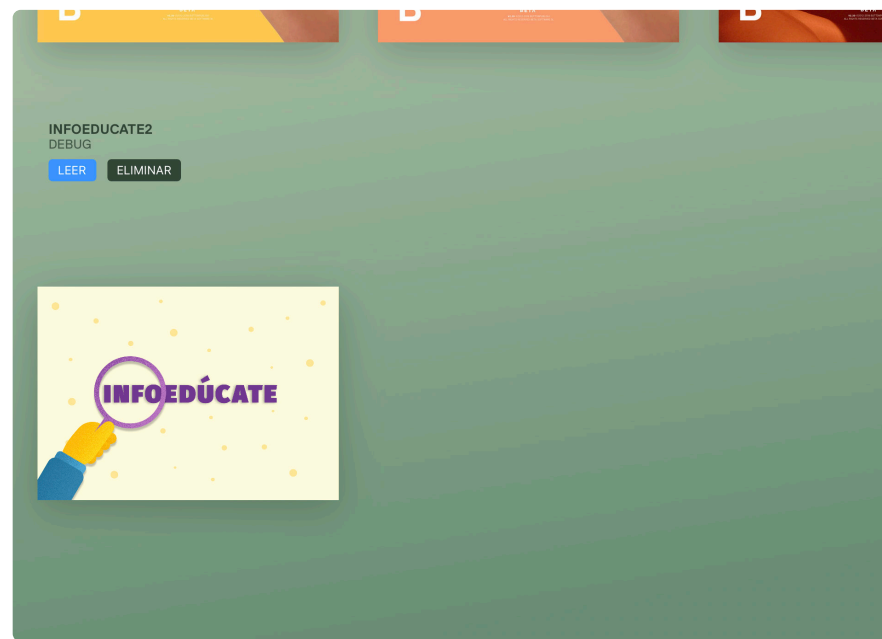 B
B
B
INFOEDUCATE2
DEBUG
LEER
ELIMINAR
INFOEDÚCATE